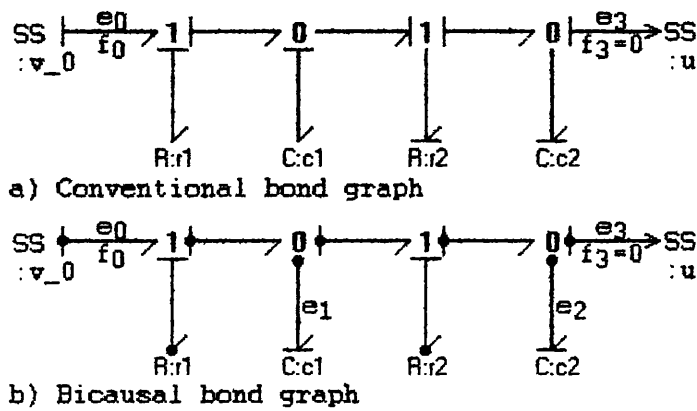 SS e0 1 0 1 0 e3 SS
:v_0 f0 f3=0 :u
R:r1 C:c1 R:r2 C:c2
a) Conventional bond graph
SS e0 1 0 1 0 e3 SS
:v_0 f0 f3=0 :u
e1 e2
R:r1 C:c1 R:r2 C:c2
b) Bicausal bond graph